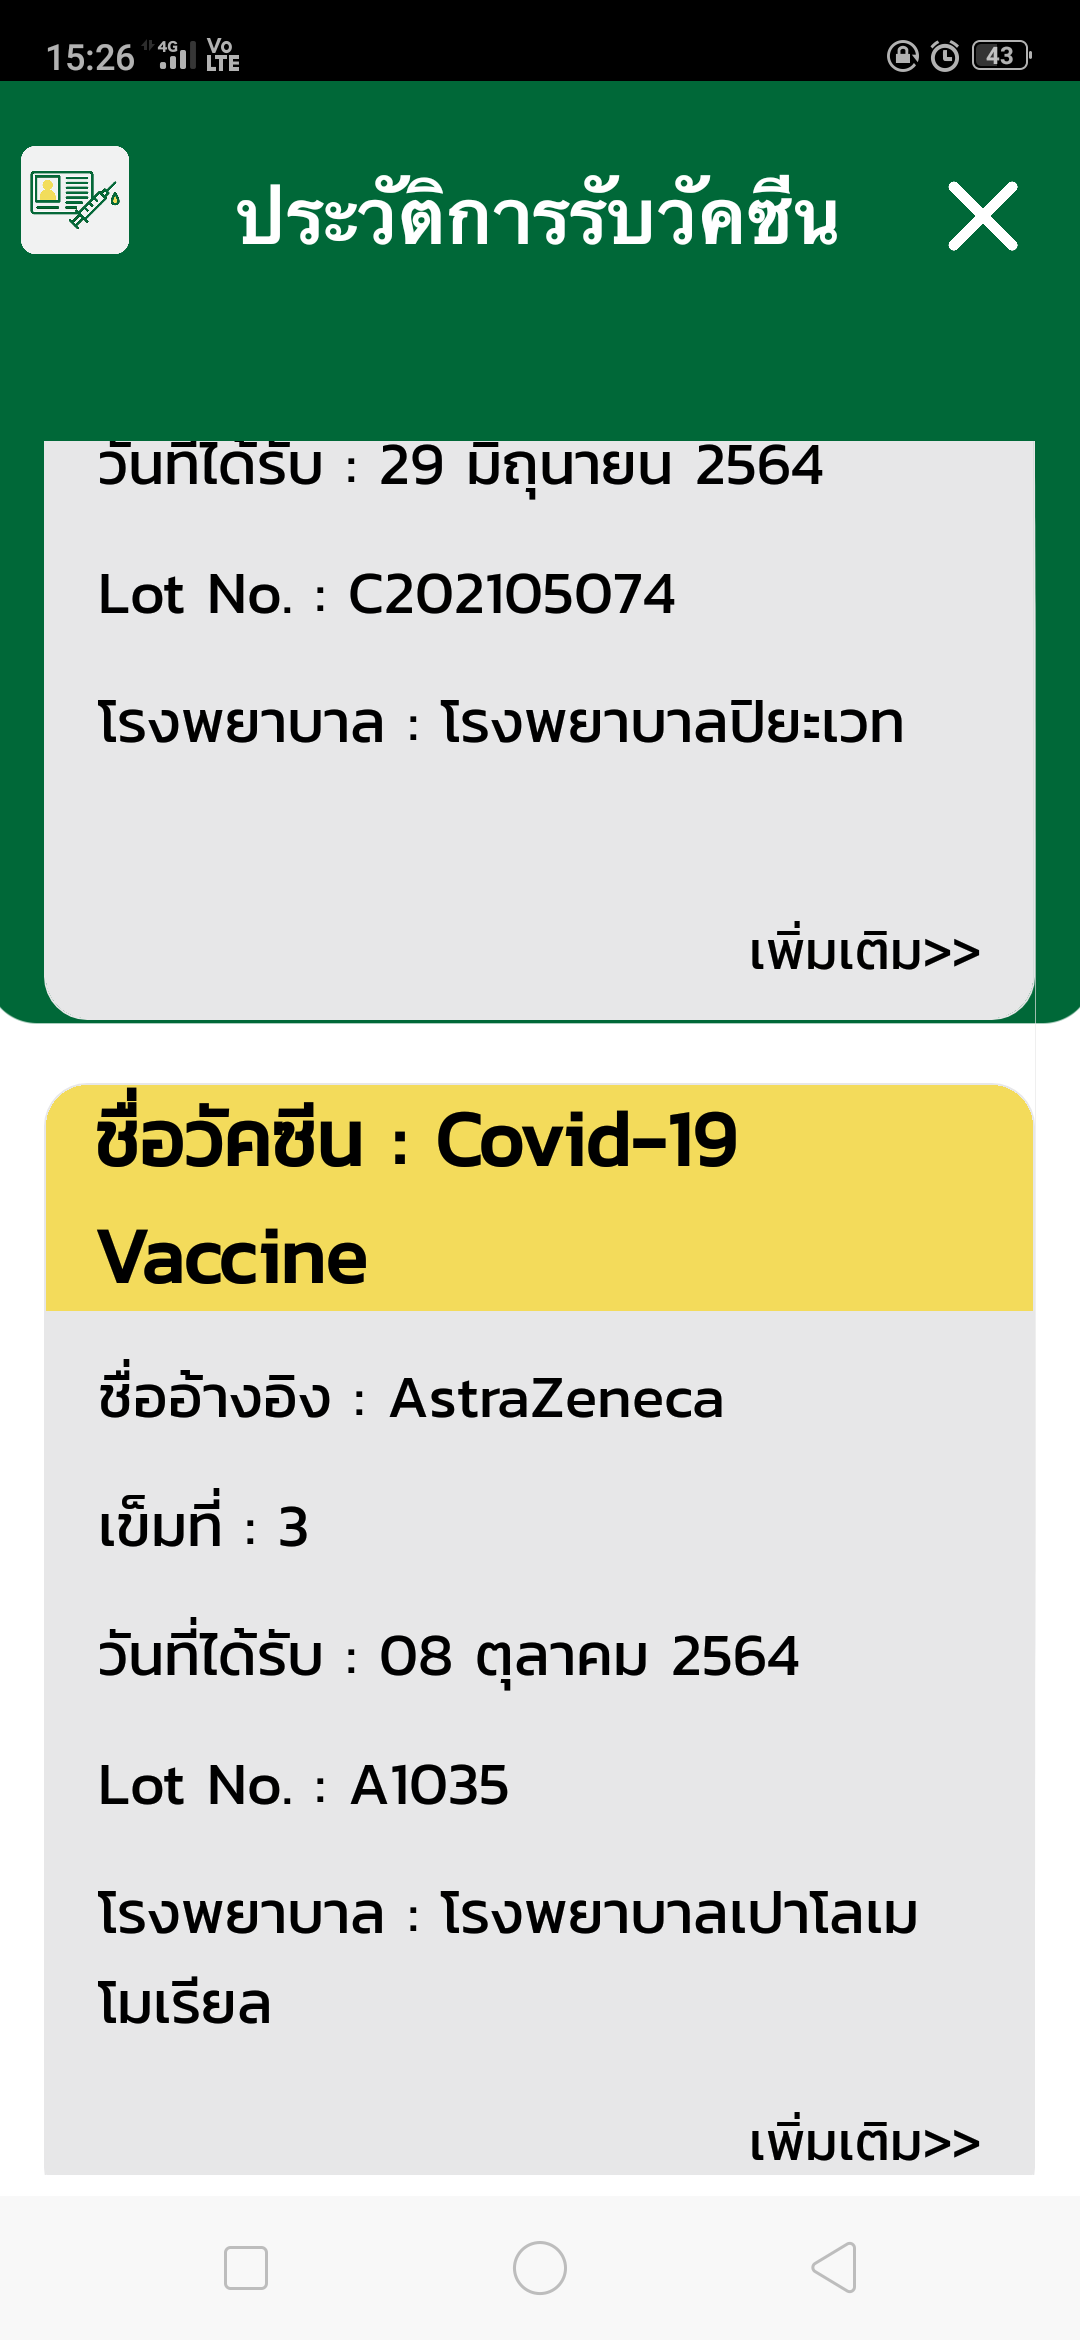 15:26 4G Vo LTE 43
ประวัติการรับวัคซีน
วันที่ได้รับ : 29 มิถุนายน 2564
Lot No. : C202105074
โรงพยาบาล : โรงพยาบาลปิยะเวท
เพิ่มเติม>>
ชื่อวัคซีน : Covid-19
Vaccine
ชื่ออ้างอิง : AstraZeneca
เข็มที่ : 3
วันที่ได้รับ : 08 ตุลาคม 2564
Lot No. : A1035
โรงพยาบาล : โรงพยาบาลเปาโลเม
โมเรียล
เพิ่มเติม>>